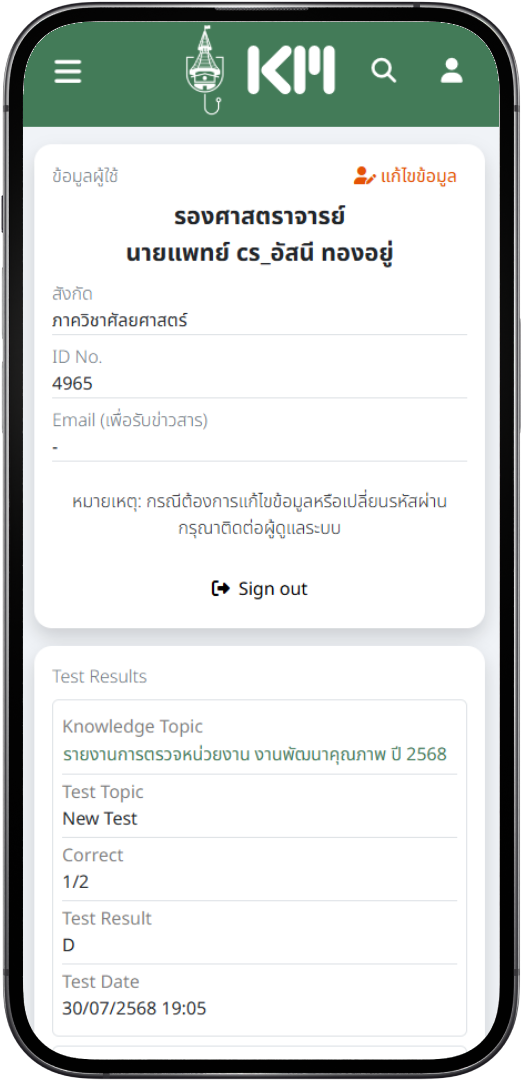 KM
ข้อมูลผู้ใช้
แก้ไขข้อมูล
รองศาสตราจารย์
นายแพทย์ cs_อัสนี ทองอยู่
สังกัด
ภาควิชาศัลยศาสตร์
ID No.
4965
Email (เพื่อรับข่าวสาร)
-
หมายเหตุ: กรณีต้องการแก้ไขข้อมูลหรือเปลี่ยนรหัสผ่าน
กรุณาติดต่อผู้ดูแลระบบ
Sign out
Test Results
Knowledge Topic
รายงานการตรวจหน่วยงาน งานพัฒนาคุณภาพ ปี 2568
Test Topic
New Test
Correct
1/2
Test Result
D
Test Date
30/07/2568 19:05